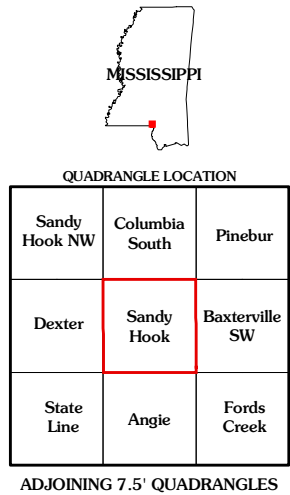 MISSISSIPPI
QUADRANGLE LOCATION
Sandy
Hook NW
Columbia
South
Pinebur
Dexter
Sandy
Hook
Baxterville
SW
State
Line
Angie
Fords
Creek
ADJOINING 7.5' QUADRANGLES